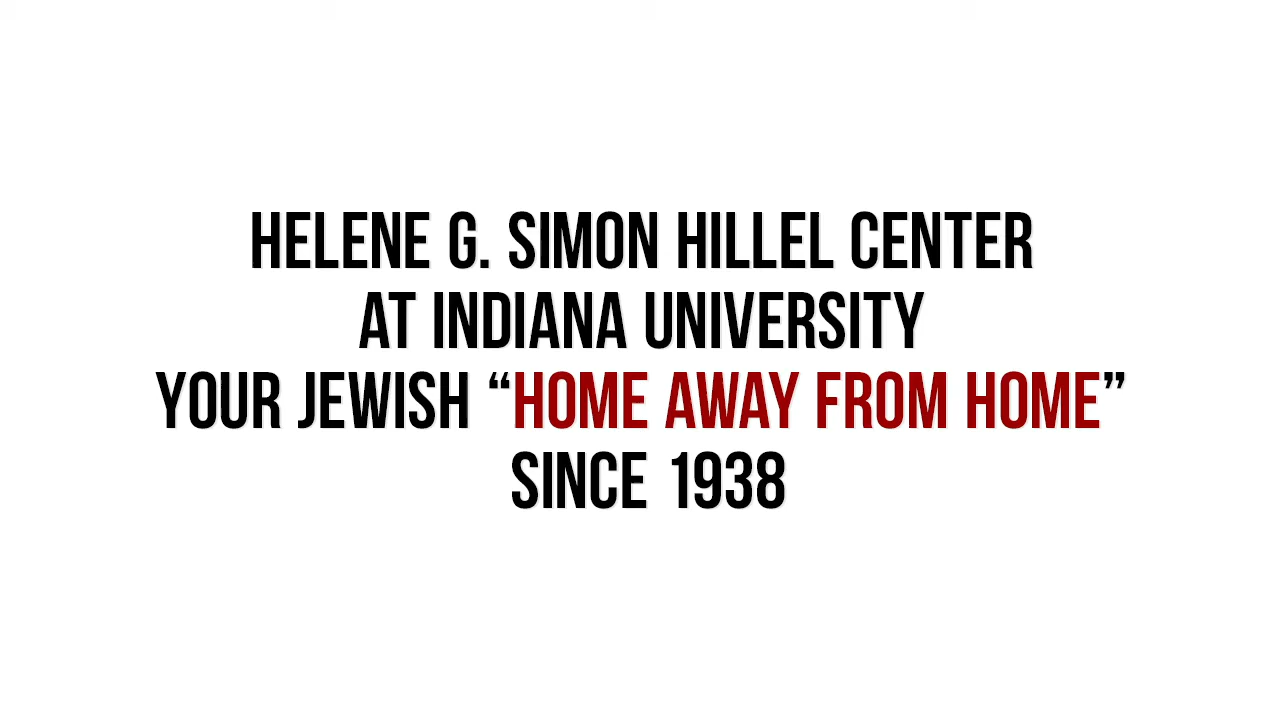 HELENE G. SIMON HILLEL CENTER
AT INDIANA UNIVERSITY
YOUR JEWISH “HOME AWAY FROM HOME”
SINCE 1938